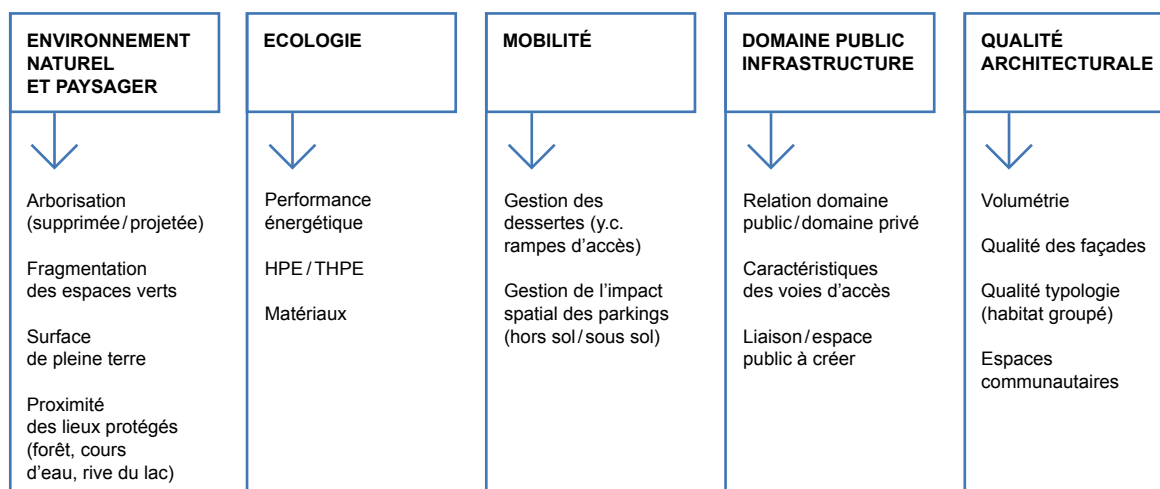 ENVIRONNEMENT
NATUREL
ET PAYSAGER
Arborisation
(supprimée / projetée)
Fragmentation
des espaces verts
Surface
de pleine terre
Proximité
des lieux protégés
(forêt, cours
d’eau, rive du lac)
ECOLOGIE
Performance
énergétique
HPE / THPE
Matériaux
MOBILITÉ
Gestion des
dessertes (y.c.
rampes d’accès)
Gestion de l’impact
spatial des parkings
(hors sol / sous sol)
DOMAINE PUBLIC
INFRASTRUCTURE
Relation domaine
public / domaine privé
Caractéristiques
des voies d’accès
Liaison / espace
public à créer
QUALITÉ
ARCHITECTURALE
Volumétrie
Qualité des façades
Qualité typologie
(habitat groupé)
Espaces
communautaires